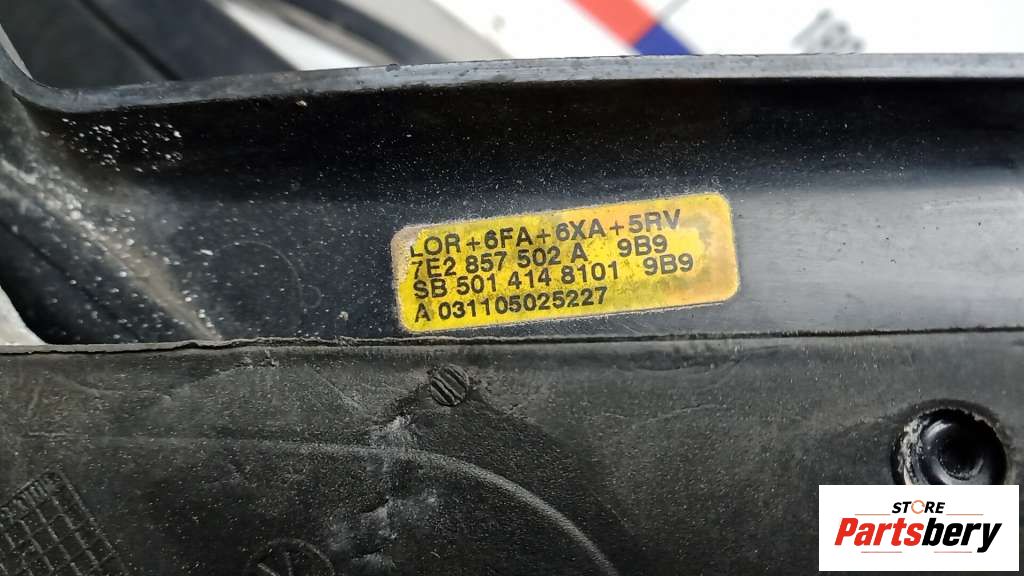 LOR+6FA+6XA+5RV
7E2 857 502 A 9B9
SB 501 414 8101 9B9
A 031105025227
STORE
Partsbery